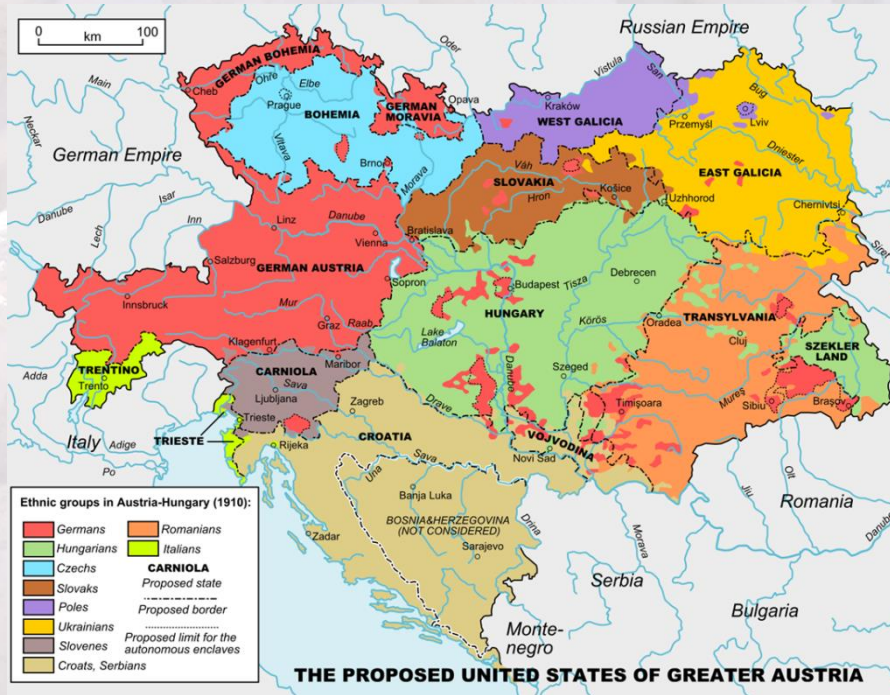 0 km 100
Russian Empire
Main
Neckar
German Empire
Danube
Lech
Isar
Inn
GERMAN BOHEMIA
Cheb
Ohře
Elbe
Oder
Prague
BOHEMIA
Vltava
GERMAN
MORAVIA
Opava
Brno
Morava
Vistula
San
Kraków
WEST GALICIA
Bug
Przemyśl
Lviv
Dniester
EAST GALICIA
Chernivtsi
Siret
Váh
SLOVAKIA
Hron
Košice
Uzhhorod
Bratislava
Linz
Danube
Vienna
Salzburg
GERMAN AUSTRIA
Sopron
Innsbruck
Mur
Graz
Raab
Klagenfurt
Maribor
Budapest
Tisza
Debrecen
HUNGARY
Lake
Balaton
Körös
Oradea
TRANSYLVANIA
Cluj
SZEKLER
LAND
Szeged
Danube
Drave
Timișoara
Mureș
Sibiu
Brașov
TRENTINO
Trento
Adda
Italy
Adige
Po
CARNIOLA
Sava
Ljubljana
Trieste
TRIESTE
Rijeka
Zagreb
CROATIA
Sava
VOJVODINA
Novi Sad
Una
Banja Luka
BOSNIA&HERZEGOVINA
(NOT CONSIDERED)
Sarajevo
Drina
Zadar
Morava
Serbia
Jiu
Olt
Romania
Danube
Bulgaria
Monte-
negro
Ethnic groups in Austria-Hungary (1910):
Germans
Romanians
Hungarians
Italians
Czechs
CARNIOLA
Proposed state
Slovaks
Poles
Proposed border
Ukrainians
Proposed limit for the
autonomous enclaves
Slovenes
Croats, Serbians
THE PROPOSED UNITED STATES OF GREATER AUSTRIA